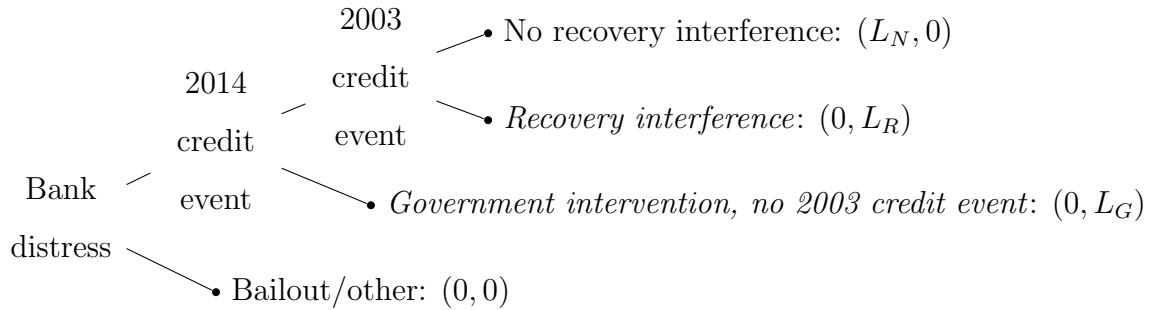 2003
credit
event
No recovery interference: (L_N, 0)
2014
credit
event
Recovery interference: (0, L_R)
Bank
distress
Government intervention, no 2003 credit event: (0, L_G)
Bailout/other: (0, 0)